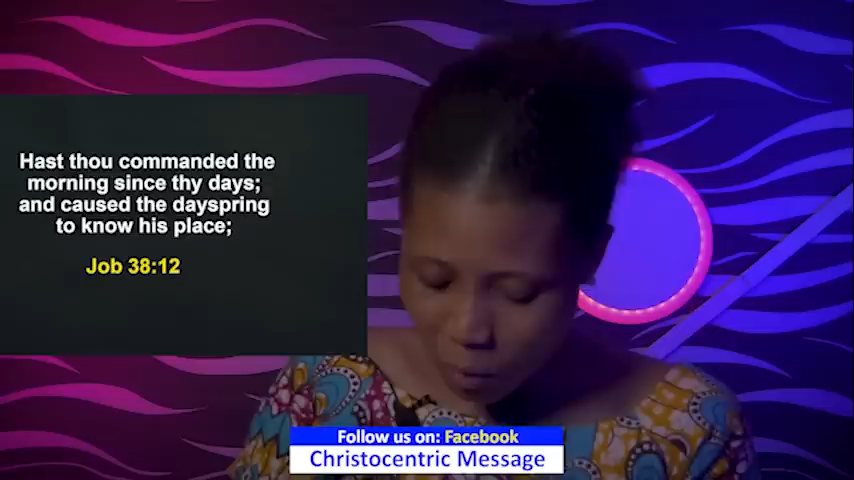 Hast thou commanded the
morning since thy days;
and caused the dayspring
to know his place;
Job 38:12
Follow us on: Facebook
Christocentric Message